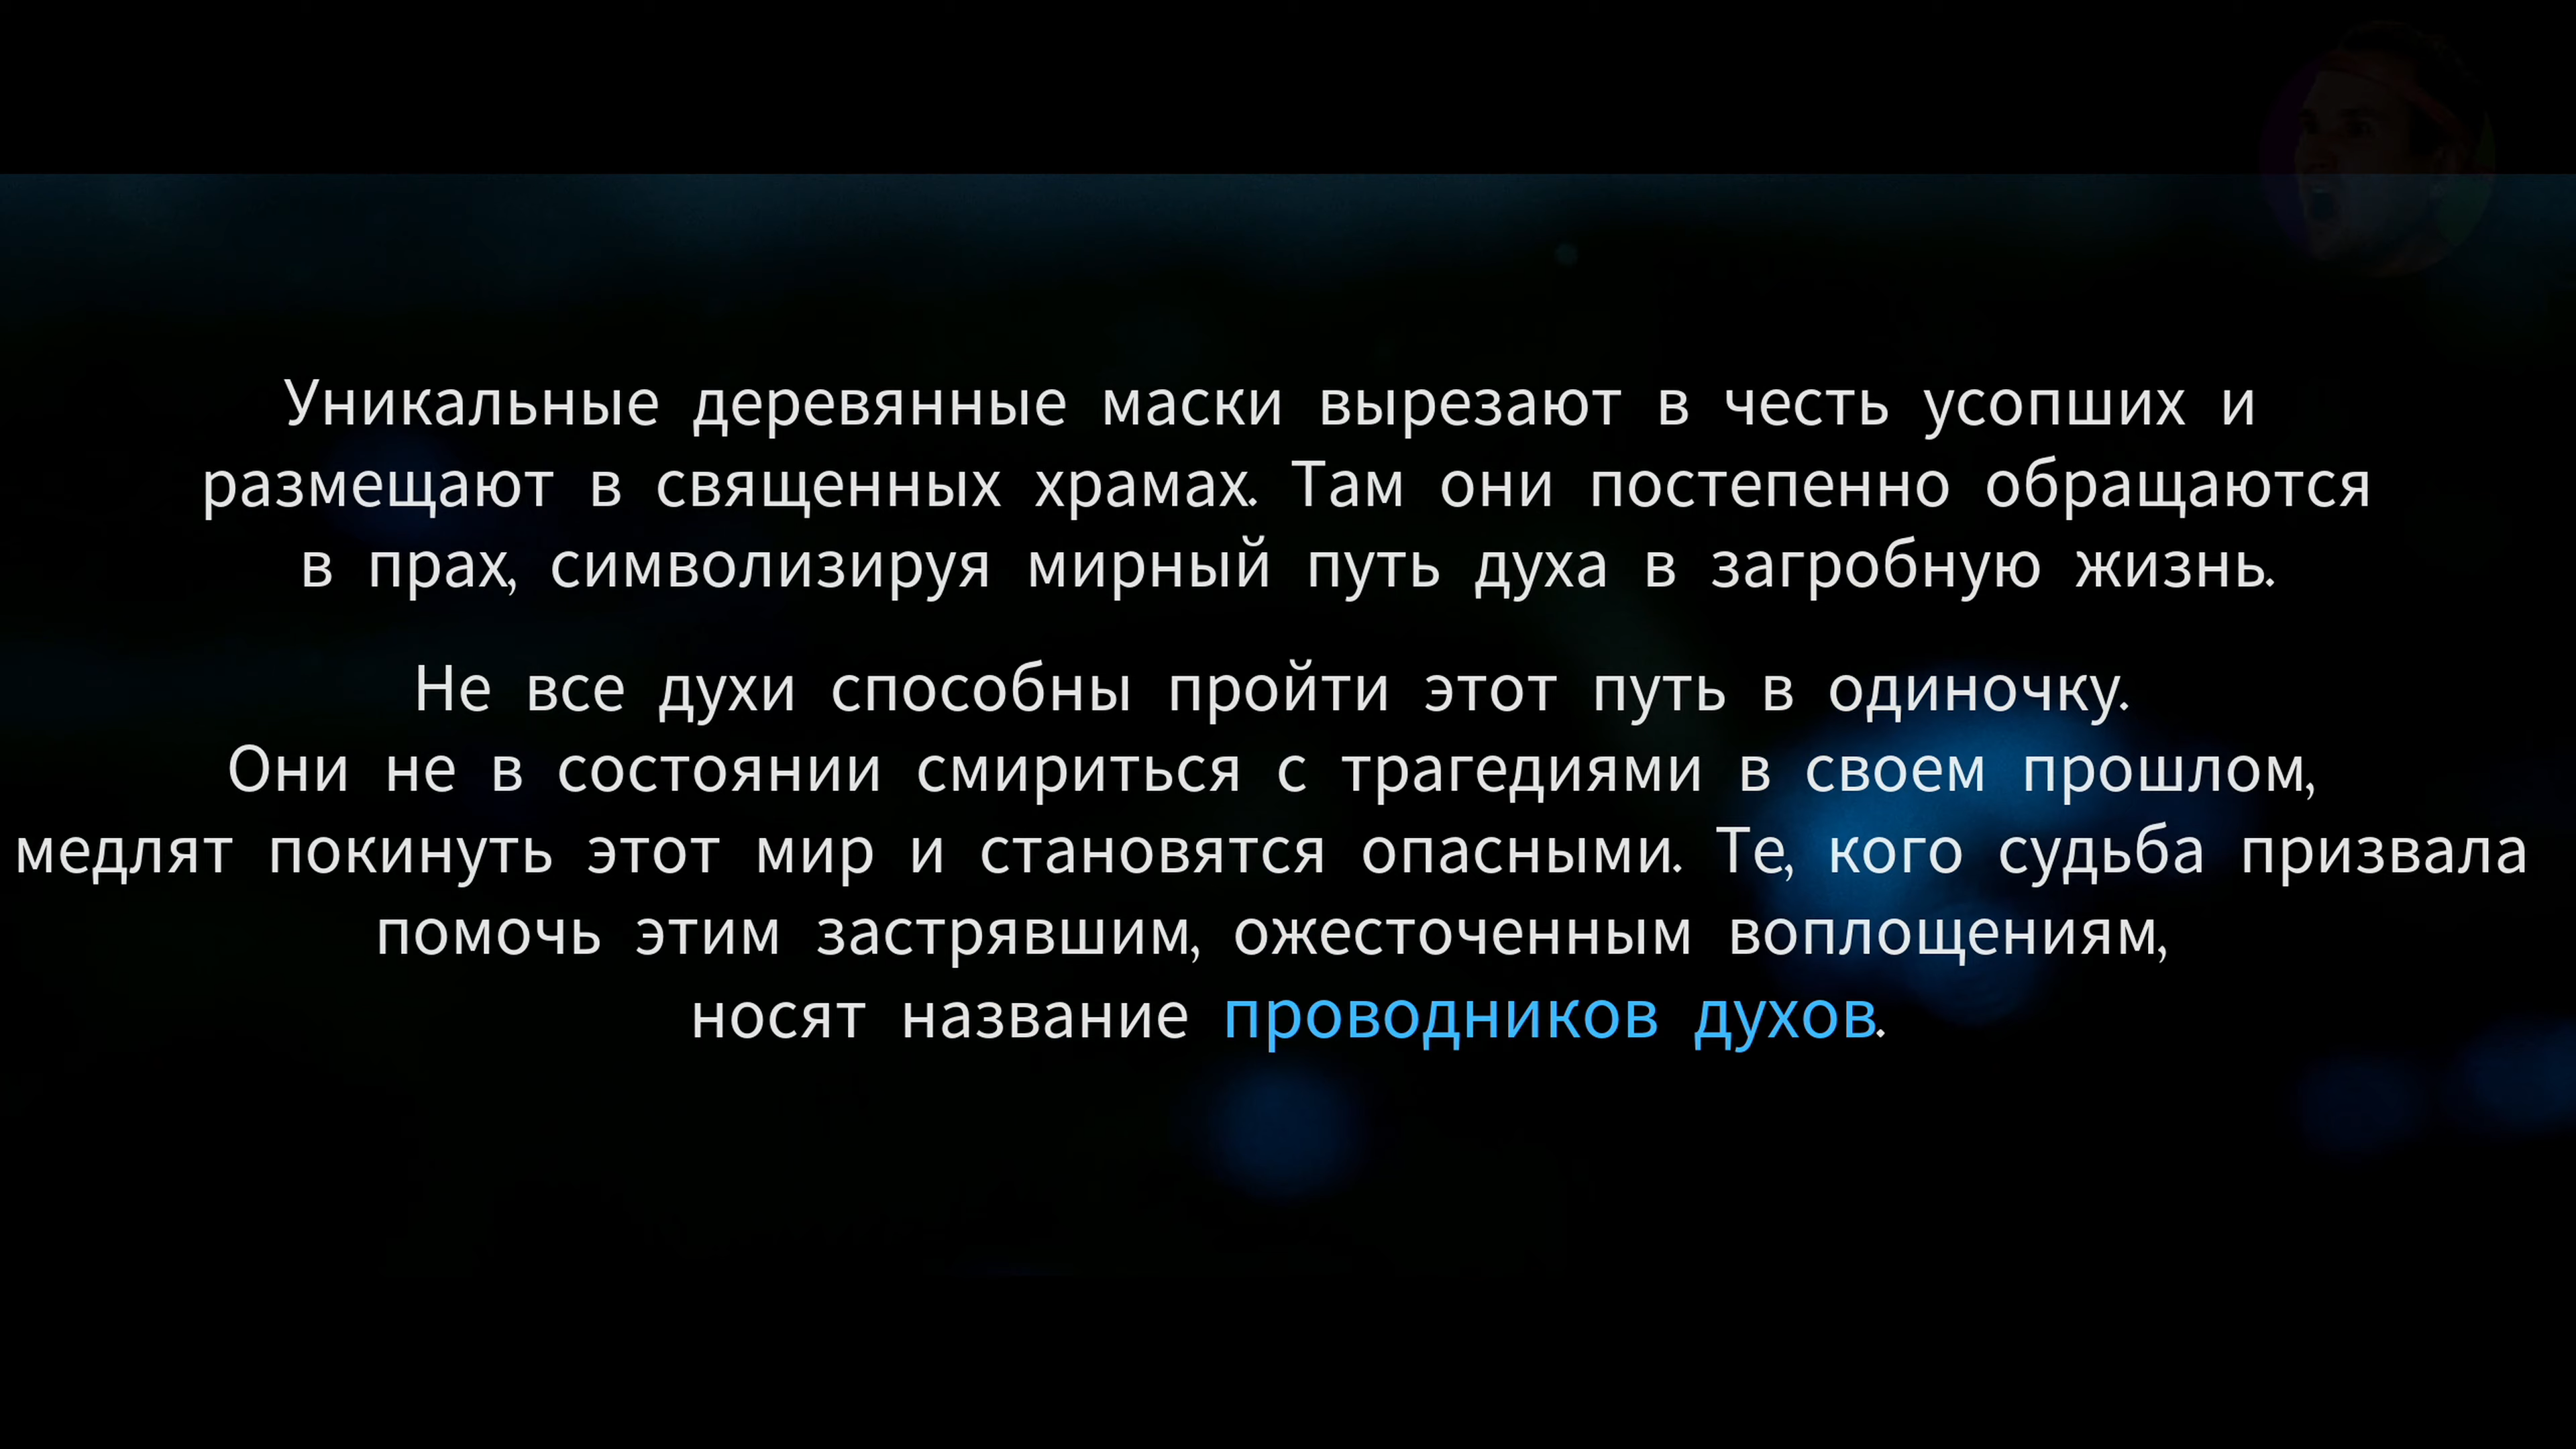 Уникальные деревянные маски вырезают в честь усопших и
размещают в священных храмах. Там они постепенно обращаются
в прах, символизируя мирный путь духа в загробную жизнь.
Не все духи способны пройти этот путь в одиночку.
Они не в состоянии смириться с трагедиями в своем прошлом,
медлят покинуть этот мир и становятся опасными. Те, кого судьба призвала
помочь этим застрявшим, ожесточенным воплощениям,
носят название проводников духов.